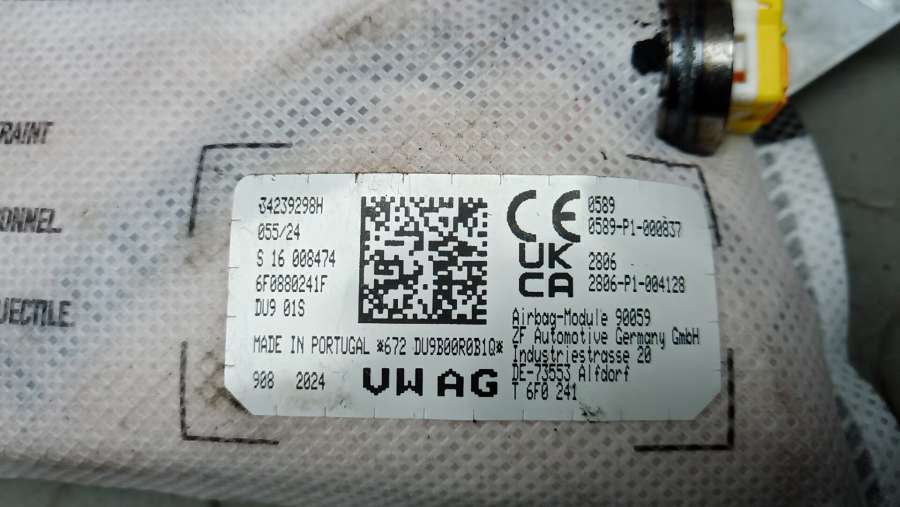 RAINT
ONNEL.
JECTILE.
34239298H
055/24
S 16 008474
6F0880241F
DU9 01S
MADE IN PORTUGAL *672 DU9B00R0B1Q*
908 2024
VW AG
CE 0589
0589-P1-000837
UK
CA
2806
2806-P1-004128
Airbag-Module 90059
ZF Automotive Germany GmbH
Industriestrasse 20
DE-73553 Alfdorf
T 6F0 241